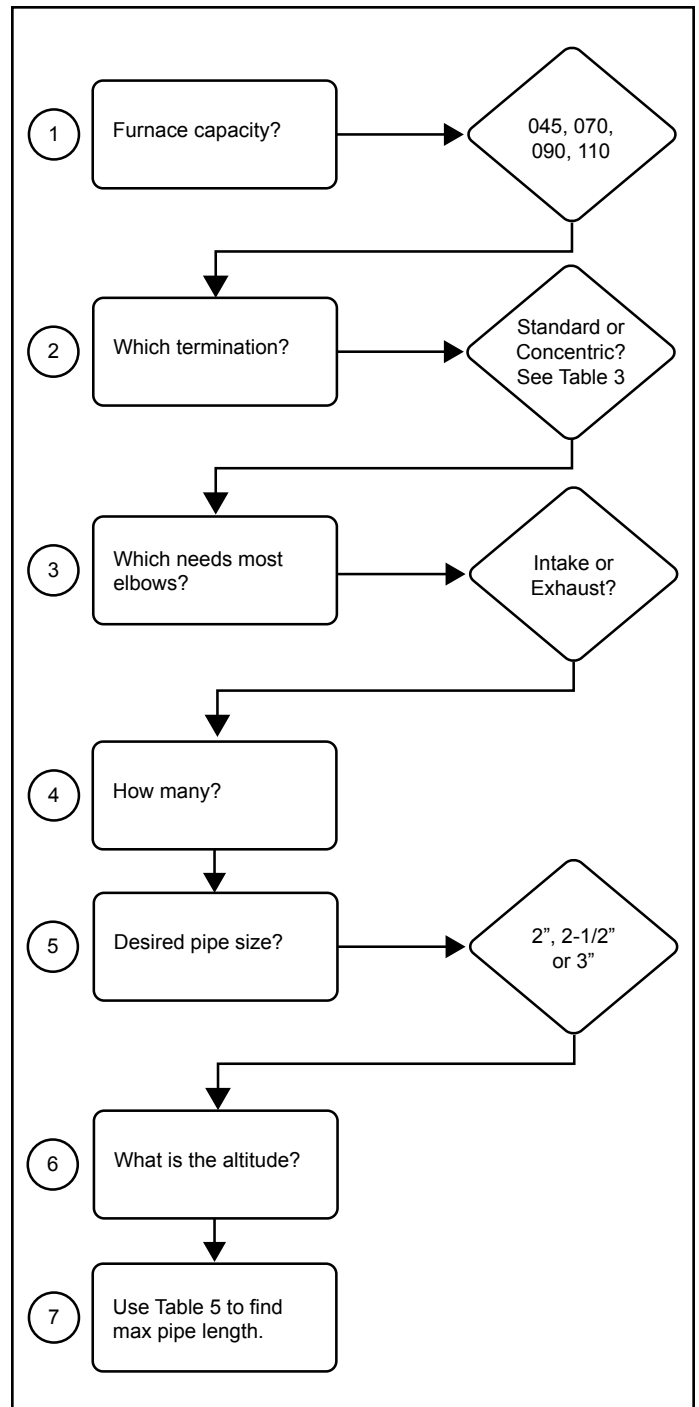 1
Furnace capacity?
045, 070,
090, 110
2
Which termination?
Standard or
Concentric?
See Table 3
3
Which needs most
elbows?
Intake or
Exhaust?
4
How many?
5
Desired pipe size?
2”, 2-1/2”
or 3”
6
What is the altitude?
7
Use Table 5 to find
max pipe length.